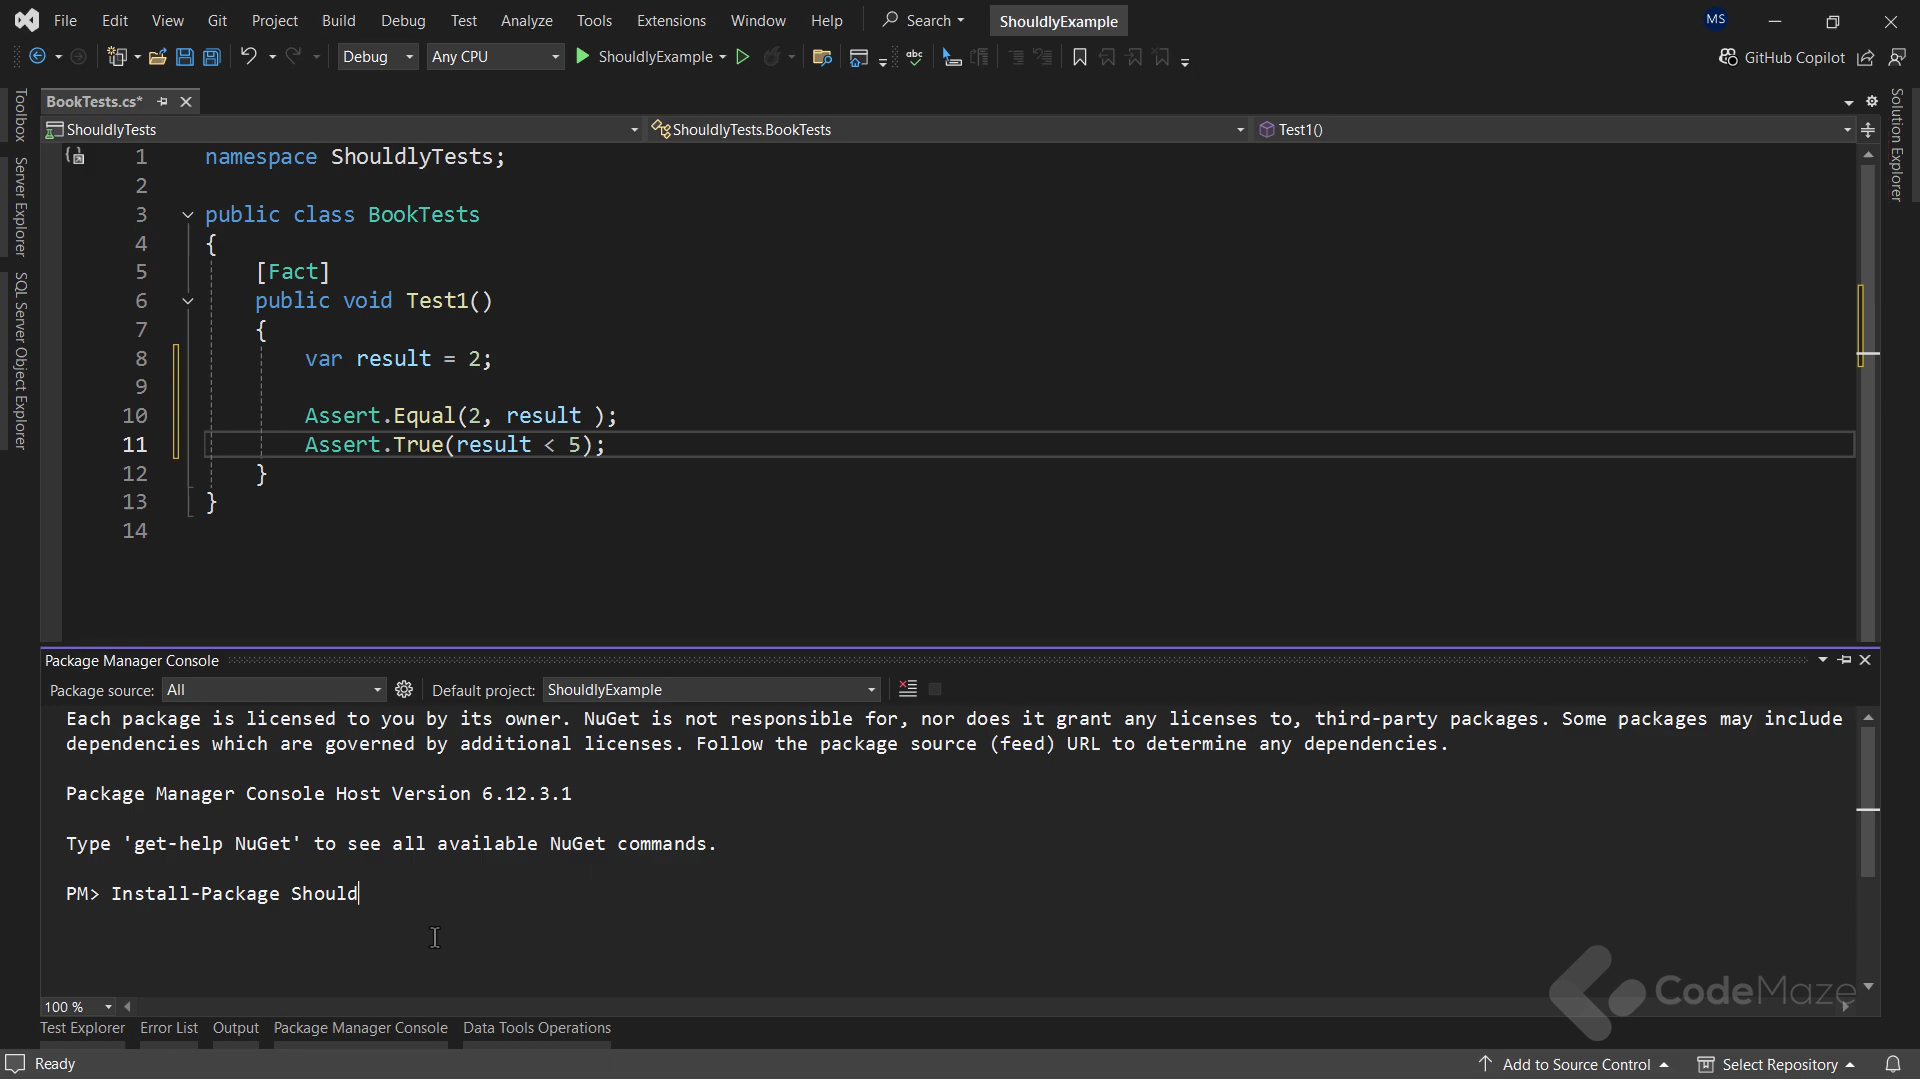 File Edit View Git Project Build Debug Test Analyze Tools Extensions Window Help Search ShouldlyExample MS
Debug Any CPU ShouldlyExample GitHub Copilot
BookTests.cs*
ShouldlyTests ShouldlyTests.BookTests Test1()
Toolbox
Server Explorer
SQL Server Object Explorer
Solution Explorer
1 namespace ShouldlyTests;
2
3 public class BookTests
4 {
5 [Fact]
6 public void Test1()
7 {
8 var result = 2;
9
10 Assert.Equal(2, result );
11 Assert.True(result < 5);
12 }
13 }
14
Package Manager Console
Package source: All Default project: ShouldlyExample
Each package is licensed to you by its owner. NuGet is not responsible for, nor does it grant any licenses to, third-party packages. Some packages may include
dependencies which are governed by additional licenses. Follow the package source (feed) URL to determine any dependencies.
Package Manager Console Host Version 6.12.3.1
Type 'get-help NuGet' to see all available NuGet commands.
PM> Install-Package Should
CodeMaze
100 %
Test Explorer Error List Output Package Manager Console Data Tools Operations
Ready Add to Source Control Select Repository